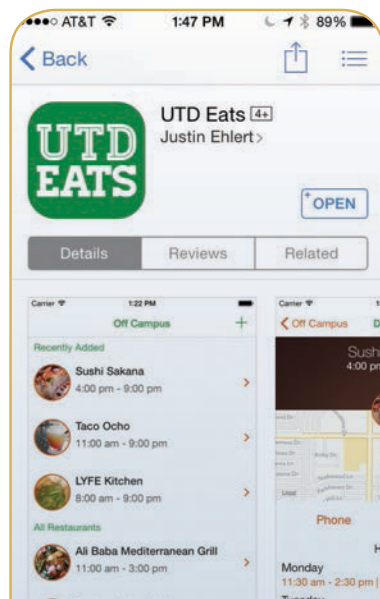 AT&T 1:47 PM 89%
Back
UTD EATS
UTD Eats 4+
Justin Ehlert >
+ OPEN
Details Reviews Related
Carrier 1:22 PM
Off Campus +
Recently Added
Sushi Sakana
4:00 pm - 9:00 pm
Taco Ocho
11:00 am - 9:00 pm
LYFE Kitchen
8:00 am - 9:00 pm
All Restaurants
Ali Baba Mediterranean Grill
11:00 am - 3:00 pm
Carrier
Off Campus
Sushi
4:00 pm
Legal
Phone
Monday
11:30 am - 2:30 pm |